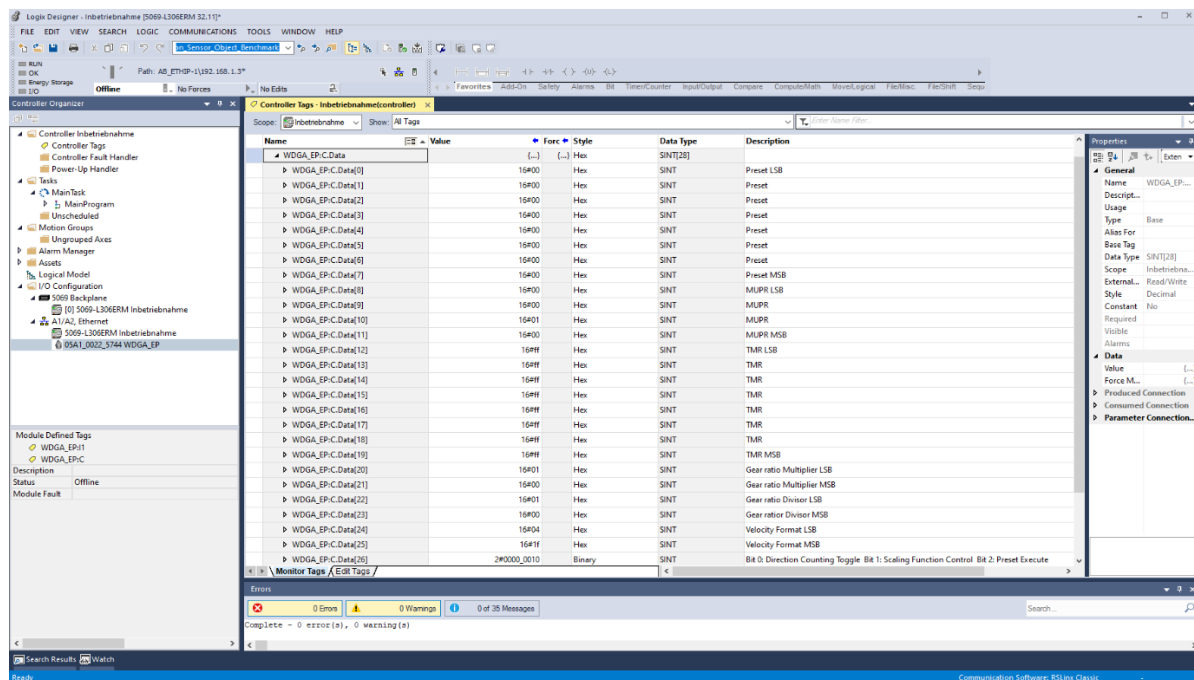 Logix Designer - Inbetriebnahme [5069-L306ERM 32.11]*
FILE EDIT VIEW SEARCH LOGIC COMMUNICATIONS TOOLS WINDOW HELP
on_Sensor_Object_Benchmark
RUN
OK
Energy Storage
I/O
Path: AB_ETHIP-1\192.168.1.3*
Offline
No Forces
No Edits
Favorites Add-On Safety Alarms Bit Timer/Counter Input/Output Compare Compute/Math Move/Logical File/Misc. File/Shift Sequ
Controller Organizer
Controller Inbetriebnahme
Controller Tags
Controller Fault Handler
Power-Up Handler
Tasks
MainTask
MainProgram
Unscheduled
Motion Groups
Ungrouped Axes
Alarm Manager
Assets
Logical Model
I/O Configuration
5069 Backplane
[0] 5069-L306ERM Inbetriebnahme
A1/A2, Ethernet
5069-L306ERM Inbetriebnahme
05A1_0022_5744 WDGA_EP
Module Defined Tags
WDGA_EP:I1
WDGA_EP:C
Description
Status Offline
Module Fault
Controller Tags - Inbetriebnahme(controller)
Scope: Inbetriebnahme Show: All Tags Enter Name Filter...
Name Value Forc Style Data Type Description
WDGA_EP:C.Data {...} {...} Hex SINT[28]
WDGA_EP:C.Data[0] 16#00 Hex SINT Preset LSB
WDGA_EP:C.Data[1] 16#00 Hex SINT Preset
WDGA_EP:C.Data[2] 16#00 Hex SINT Preset
WDGA_EP:C.Data[3] 16#00 Hex SINT Preset
WDGA_EP:C.Data[4] 16#00 Hex SINT Preset
WDGA_EP:C.Data[5] 16#00 Hex SINT Preset
WDGA_EP:C.Data[6] 16#00 Hex SINT Preset
WDGA_EP:C.Data[7] 16#00 Hex SINT Preset MSB
WDGA_EP:C.Data[8] 16#00 Hex SINT MUPR LSB
WDGA_EP:C.Data[9] 16#00 Hex SINT MUPR
WDGA_EP:C.Data[10] 16#01 Hex SINT MUPR
WDGA_EP:C.Data[11] 16#00 Hex SINT MUPR MSB
WDGA_EP:C.Data[12] 16#ff Hex SINT TMR LSB
WDGA_EP:C.Data[13] 16#ff Hex SINT TMR
WDGA_EP:C.Data[14] 16#ff Hex SINT TMR
WDGA_EP:C.Data[15] 16#ff Hex SINT TMR
WDGA_EP:C.Data[16] 16#ff Hex SINT TMR
WDGA_EP:C.Data[17] 16#ff Hex SINT TMR
WDGA_EP:C.Data[18] 16#ff Hex SINT TMR
WDGA_EP:C.Data[19] 16#ff Hex SINT TMR MSB
WDGA_EP:C.Data[20] 16#01 Hex SINT Gear ratio Multiplier LSB
WDGA_EP:C.Data[21] 16#00 Hex SINT Gear ratio Multiplier MSB
WDGA_EP:C.Data[22] 16#01 Hex SINT Gear ratio Divisor LSB
WDGA_EP:C.Data[23] 16#00 Hex SINT Gear ratior Divisor MSB
WDGA_EP:C.Data[24] 16#04 Hex SINT Velocity Format LSB
WDGA_EP:C.Data[25] 16#1f Hex SINT Velocity Format MSB
WDGA_EP:C.Data[26] 2#0000_0010 Binary SINT Bit 0: Direction Counting Toggle Bit 1: Scaling Function Control Bit 2: Preset Execute
Monitor Tags Edit Tags
Properties
Exten
General
Name WDGA_EP:...
Descript...
Usage
Type Base
Alias For
Base Tag
Data Type SINT[28]
Scope Inbetriebna...
External... Read/Write
Style Decimal
Constant No
Required
Visible
Alarms
Data
Value {...
Force M... {...
Produced Connection
Consumed Connection
Parameter Connection...
Errors
0 Errors 0 Warnings 0 of 35 Messages Search...
Complete - 0 error(s), 0 warning(s)
Search Results Watch
Ready Communication Software: RSLinx Classic